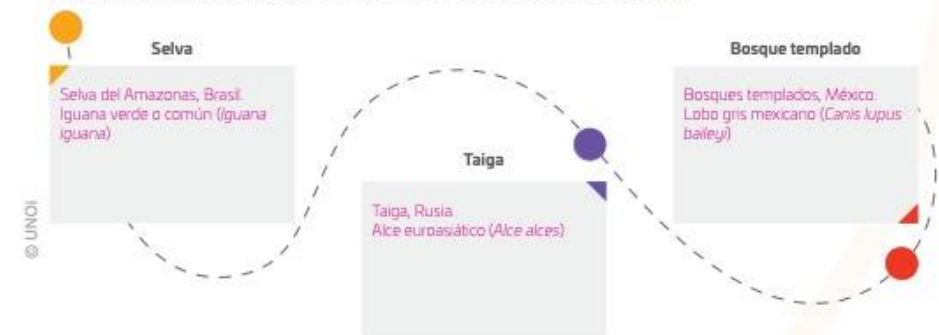 Selva
Selva del Amazonas, Brasil.
Iguana verde o común (Iguana
iguana)
Taiga
Taiga, Rusia.
Alce euroasiático (Alce alces)
Bosque templado
Bosques templados, México.
Lobo gris mexicano (Canis lupus
baileyi)
© UNOi